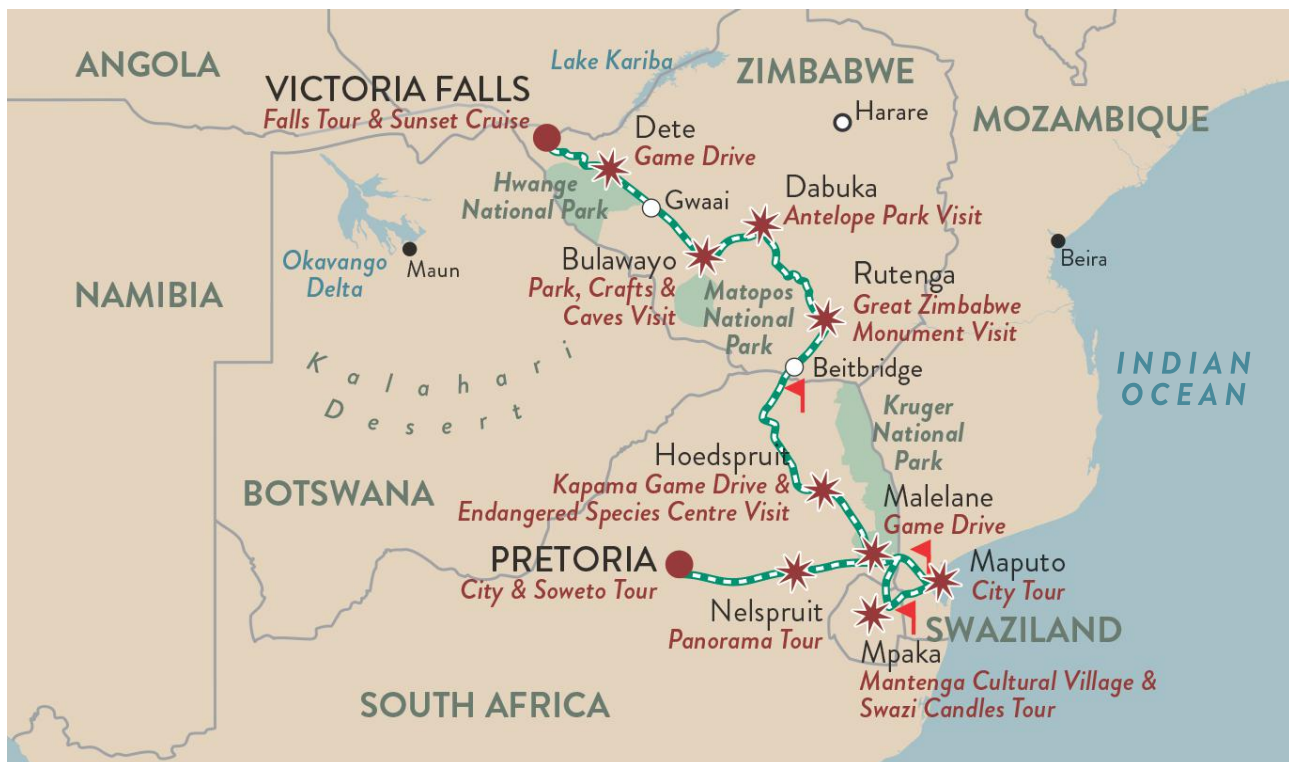 ANGOLA
Lake Kariba
ZIMBABWE
VICTORIA FALLS
Falls Tour & Sunset Cruise
Harare
MOZAMBIQUE
Dete
Game Drive
Hwange
National Park
Gwaai
Dabuka
Antelope Park Visit
Okavango
Delta
Maun
Beira
NAMIBIA
Bulawayo
Park, Crafts &
Caves Visit
Matopos
National
Park
Rutenga
Great Zimbabwe
Monument Visit
Kalahari
Desert
Beitbridge
INDIAN
OCEAN
Kruger
National
Park
BOTSWANA
Hoedspruit
Kapama Game Drive &
Endangered Species Centre Visit
Malelane
Game Drive
PRETORIA
City & Soweto Tour
Maputo
City Tour
Nelspruit
Panorama Tour
SWAZILAND
Mpaka
Mantenga Cultural Village &
Swazi Candles Tour
SOUTH AFRICA